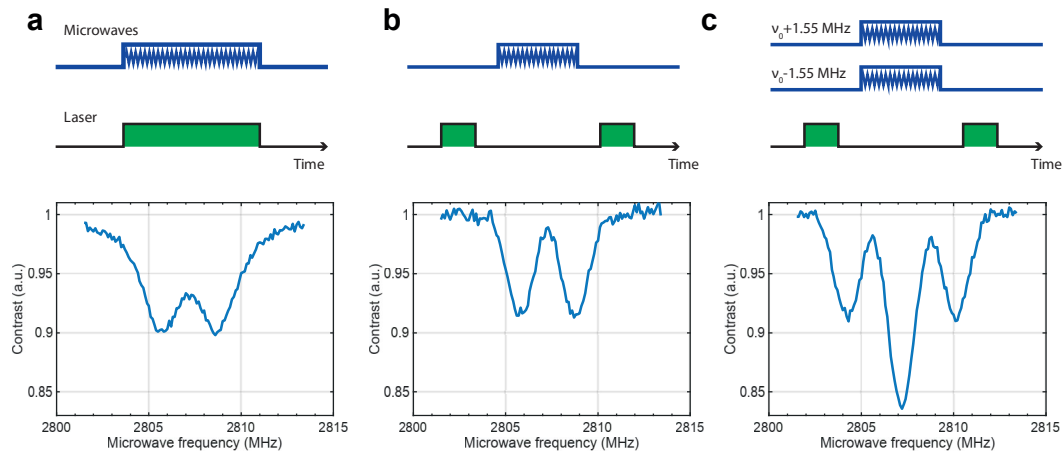 a
Microwaves
Laser
Time
1
0.95
0.9
0.85
Contrast (a.u.)
2800 2805 2810 2815
Microwave frequency (MHz)
b
Time
1
0.95
0.9
0.85
Contrast (a.u.)
2800 2805 2810 2815
Microwave frequency (MHz)
c
ν₀+1.55 MHz
ν₀-1.55 MHz
Time
1
0.95
0.9
0.85
Contrast (a.u.)
2800 2805 2810 2815
Microwave frequency (MHz)